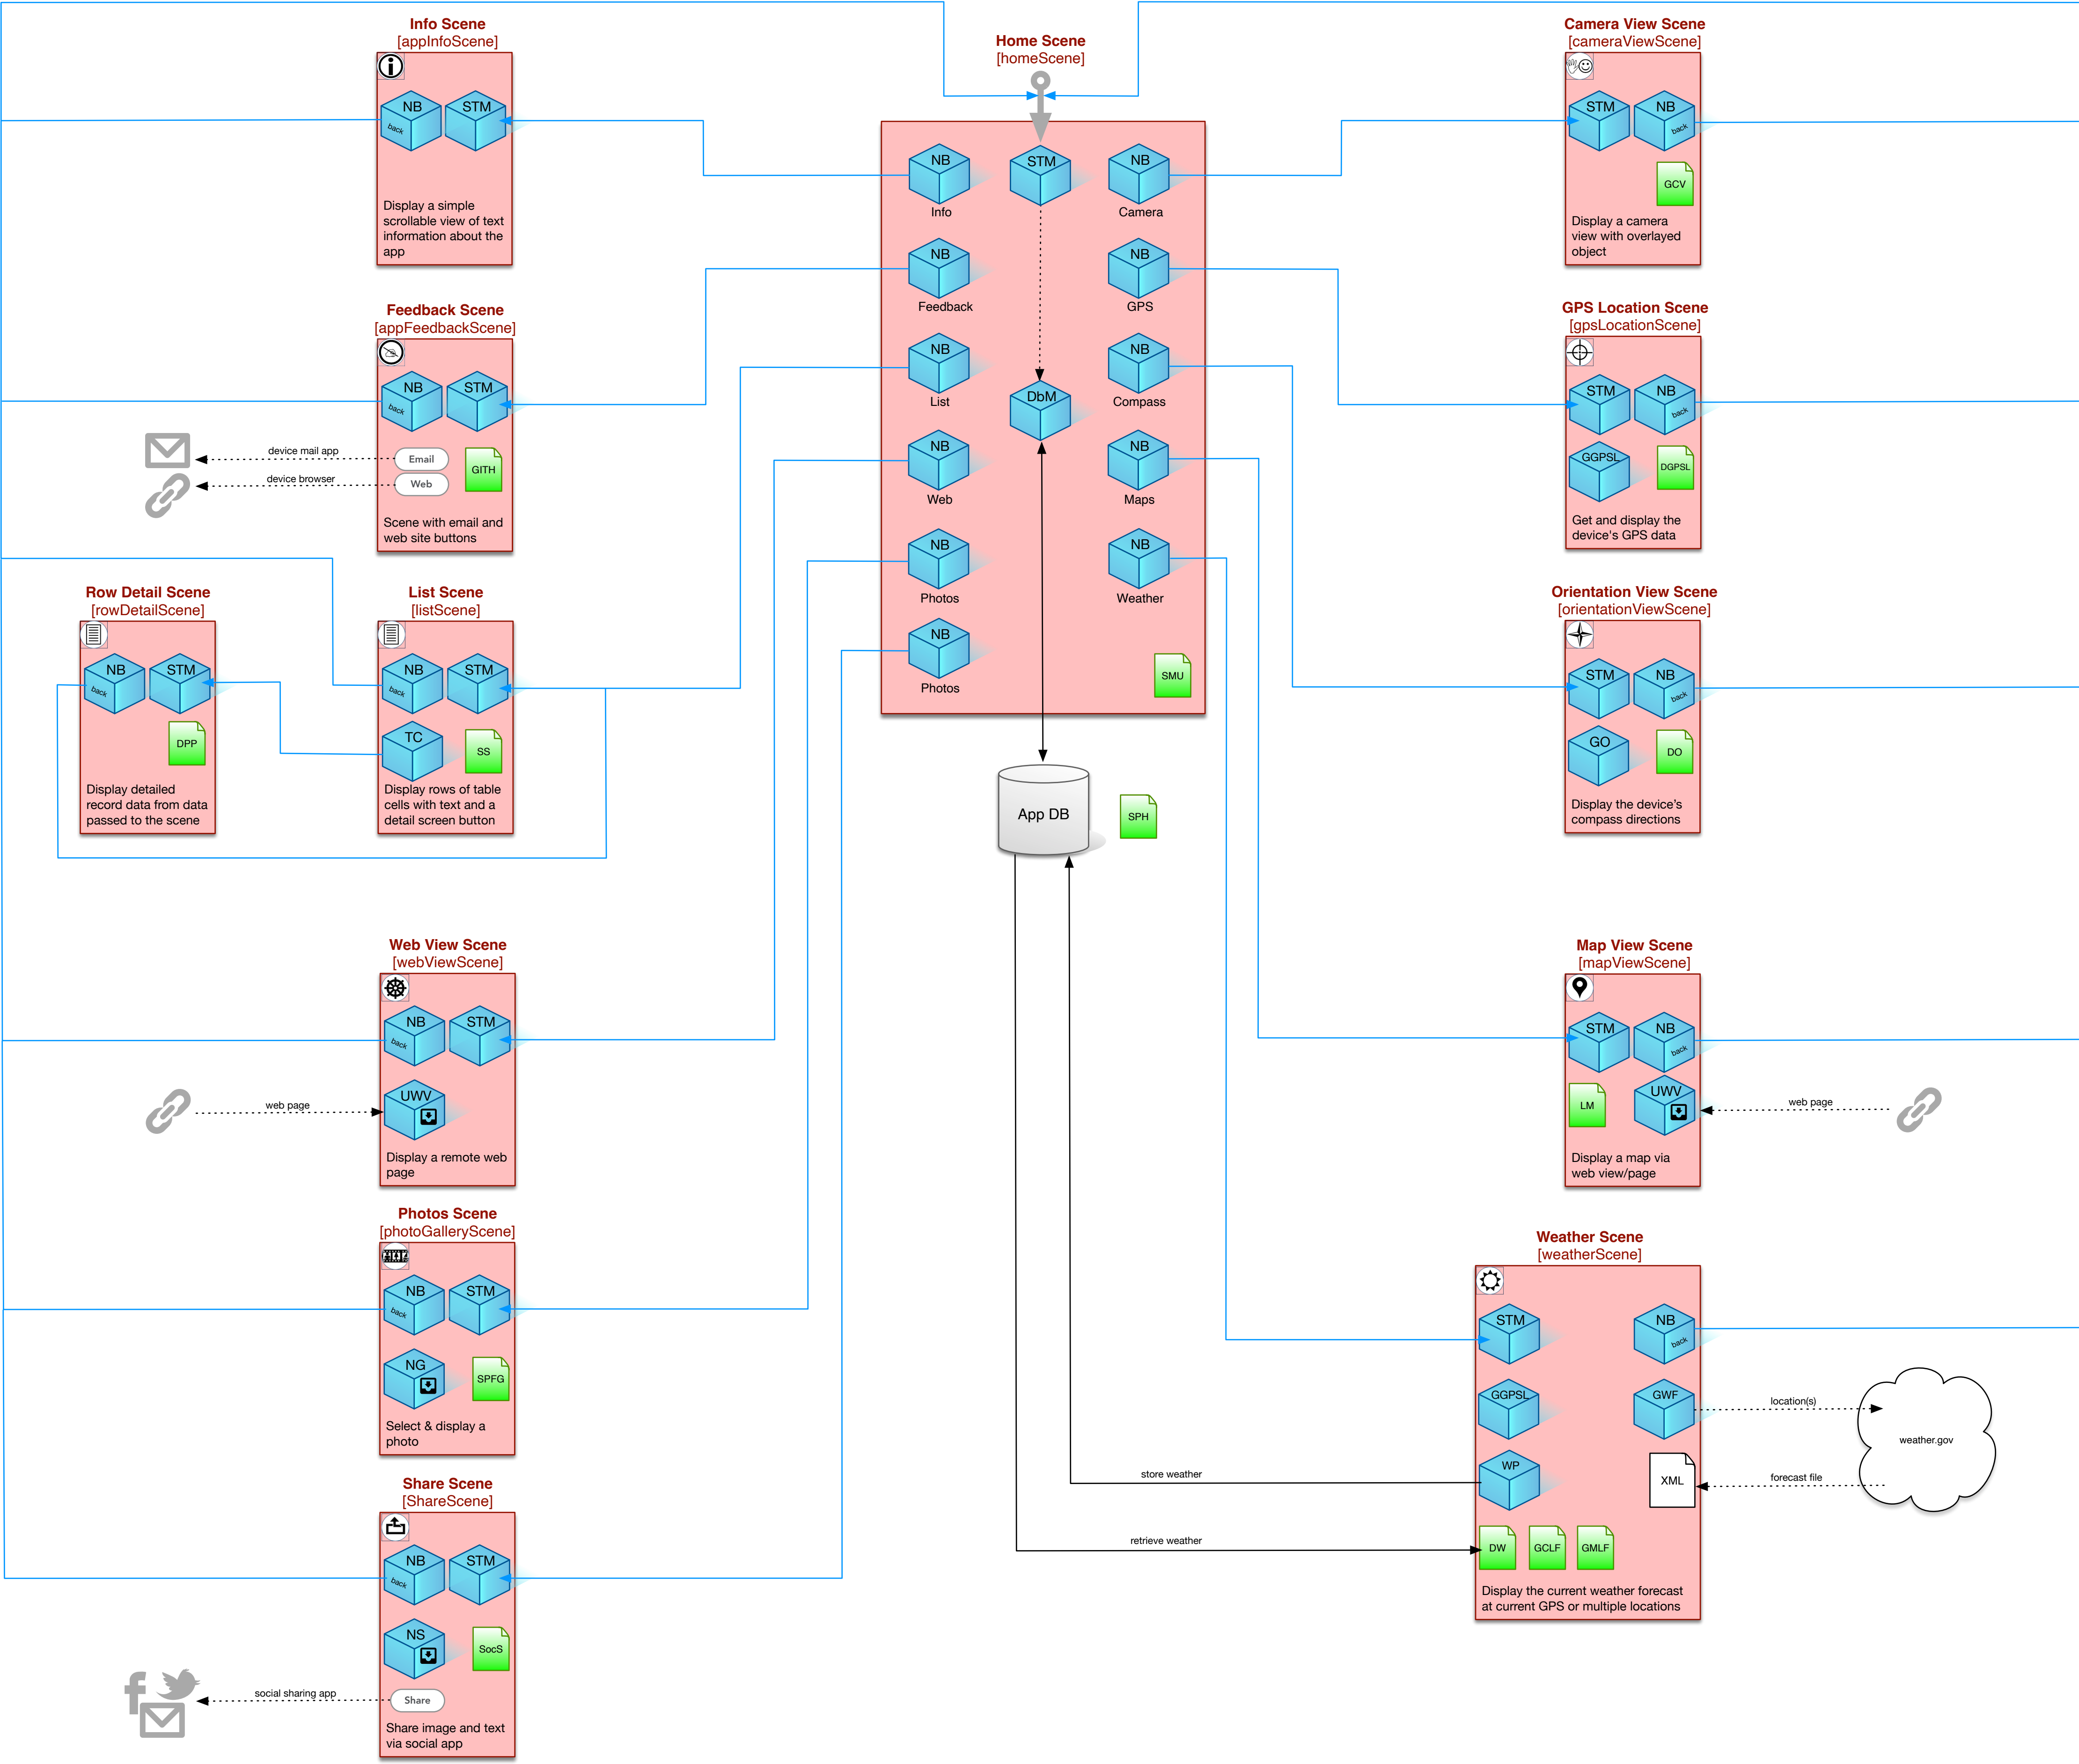 Info Scene
[appInfoScene]
NB
back
STM
Display a simple
scrollable view of text
information about the
app
Feedback Scene
[appFeedbackScene]
NB
back
STM
device mail app
Email
device browser
Web
GITH
Scene with email and
web site buttons
Row Detail Scene
[rowDetailScene]
NB
back
STM
DPP
Display detailed
record data from data
passed to the scene
List Scene
[listScene]
NB
back
STM
TC
SS
Display rows of table
cells with text and a
detail screen button
Web View Scene
[webViewScene]
NB
back
STM
web page
UWV
Display a remote web
page
Photos Scene
[photoGalleryScene]
NB
back
STM
NG
SPFG
Select & display a
photo
Share Scene
[ShareScene]
NB
back
STM
NS
SocS
social sharing app
Share
Share image and text
via social app
Home Scene
[homeScene]
NB
Info
STM
NB
Camera
NB
Feedback
NB
GPS
NB
List
DbM
NB
Compass
NB
Web
NB
Maps
NB
Photos
NB
Weather
NB
Photos
SMU
App DB
SPH
store weather
retrieve weather
Camera View Scene
[cameraViewScene]
STM
NB
back
GCV
Display a camera
view with overlayed
object
GPS Location Scene
[gpsLocationScene]
STM
NB
back
GGPSL
DGPSL
Get and display the
device's GPS data
Orientation View Scene
[orientationViewScene]
STM
NB
back
GO
DO
Display the device’s
compass directions
Map View Scene
[mapViewScene]
STM
NB
back
LM
UWV
web page
Display a map via
web view/page
Weather Scene
[weatherScene]
STM
NB
back
GGPSL
GWF
location(s)
weather.gov
WP
XML
forecast file
DW
GCLF
GMLF
Display the current weather forecast
at current GPS or multiple locations